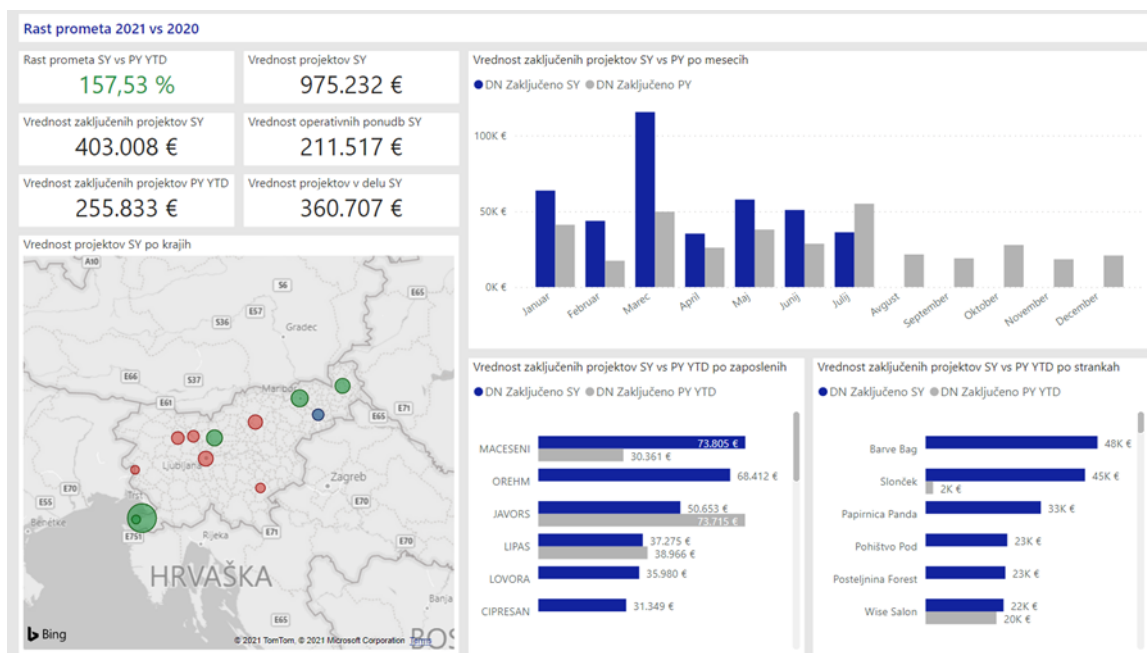 Rast prometa 2021 vs 2020
Rast prometa SY vs PY YTD
157,53 %
Vrednost projektov SY
975.232 €
Vrednost zaključenih projektov SY
403.008 €
Vrednost operativnih ponudb SY
211.517 €
Vrednost zaključenih projektov PY YTD
255.833 €
Vrednost projektov v delu SY
360.707 €
Vrednost projektov SY po krajih
A10
S6
E65
E57
S36
Gradec
E66
S37
Maribor
E61
E71
E65
Ljubljana
Zagreb
E70
Trst
E70
E55
Benetke
E751
Rijeka
E71
E70
HRVAŠKA
Banja
E65
BOS
Bing
© 2021 TomTom, © 2021 Microsoft Corporation Terms
Vrednost zaključenih projektov SY vs PY po mesecih
DN Zaključeno SY DN Zaključeno PY
100K €
50K €
0K €
Januar
Februar
Marec
April
Maj
Junij
Julij
Avgust
September
Oktober
November
December
Vrednost zaključenih projektov SY vs PY YTD po zaposlenih
DN Zaključeno SY DN Zaključeno PY YTD
MACESENI
73.805 €
30.361 €
OREHM
68.412 €
JAVORS
50.653 €
73.715 €
LIPAS
37.275 €
38.966 €
LOVORA
35.980 €
CIPRESAN
31.349 €
Vrednost zaključenih projektov SY vs PY YTD po strankah
DN Zaključeno SY DN Zaključeno PY YTD
Barve Bag
48K €
Slonček
45K €
2K €
Papirnica Panda
33K €
Pohištvo Pod
23K €
Posteljnina Forest
23K €
Wise Salon
22K €
20K €